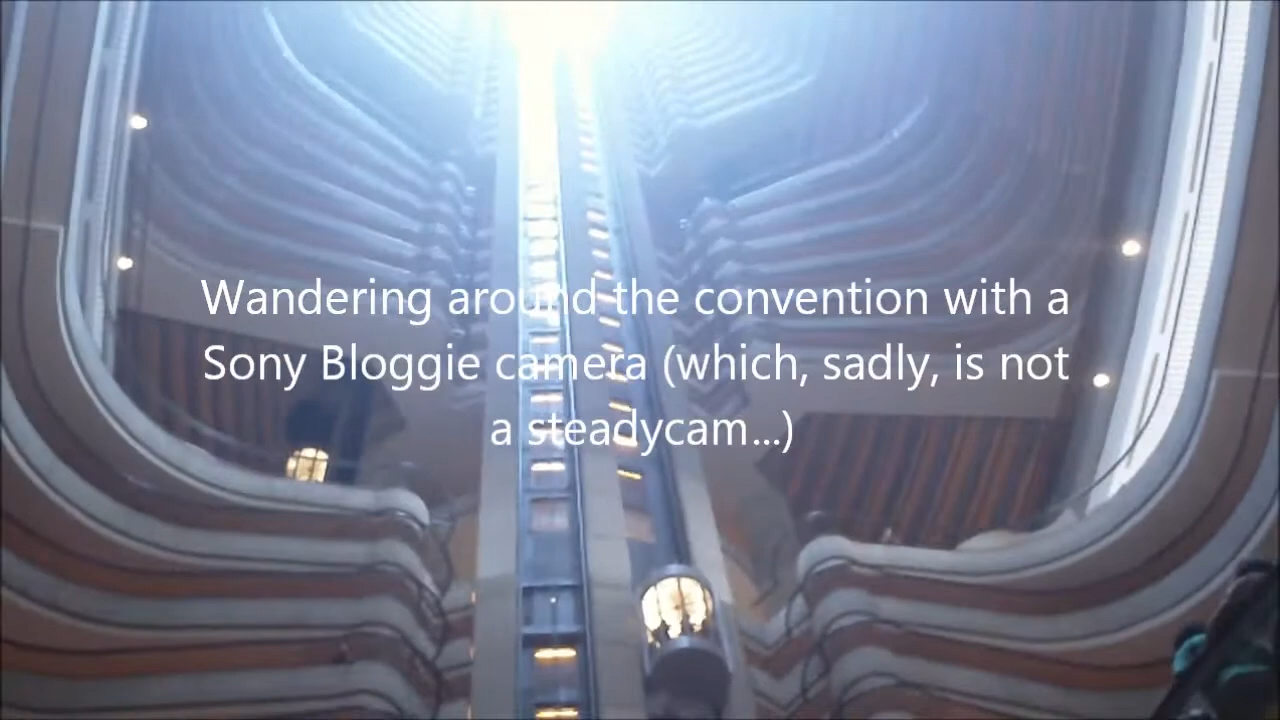 Wandering around the convention with a
Sony Bloggie camera (which, sadly, is not
a steadycam...)